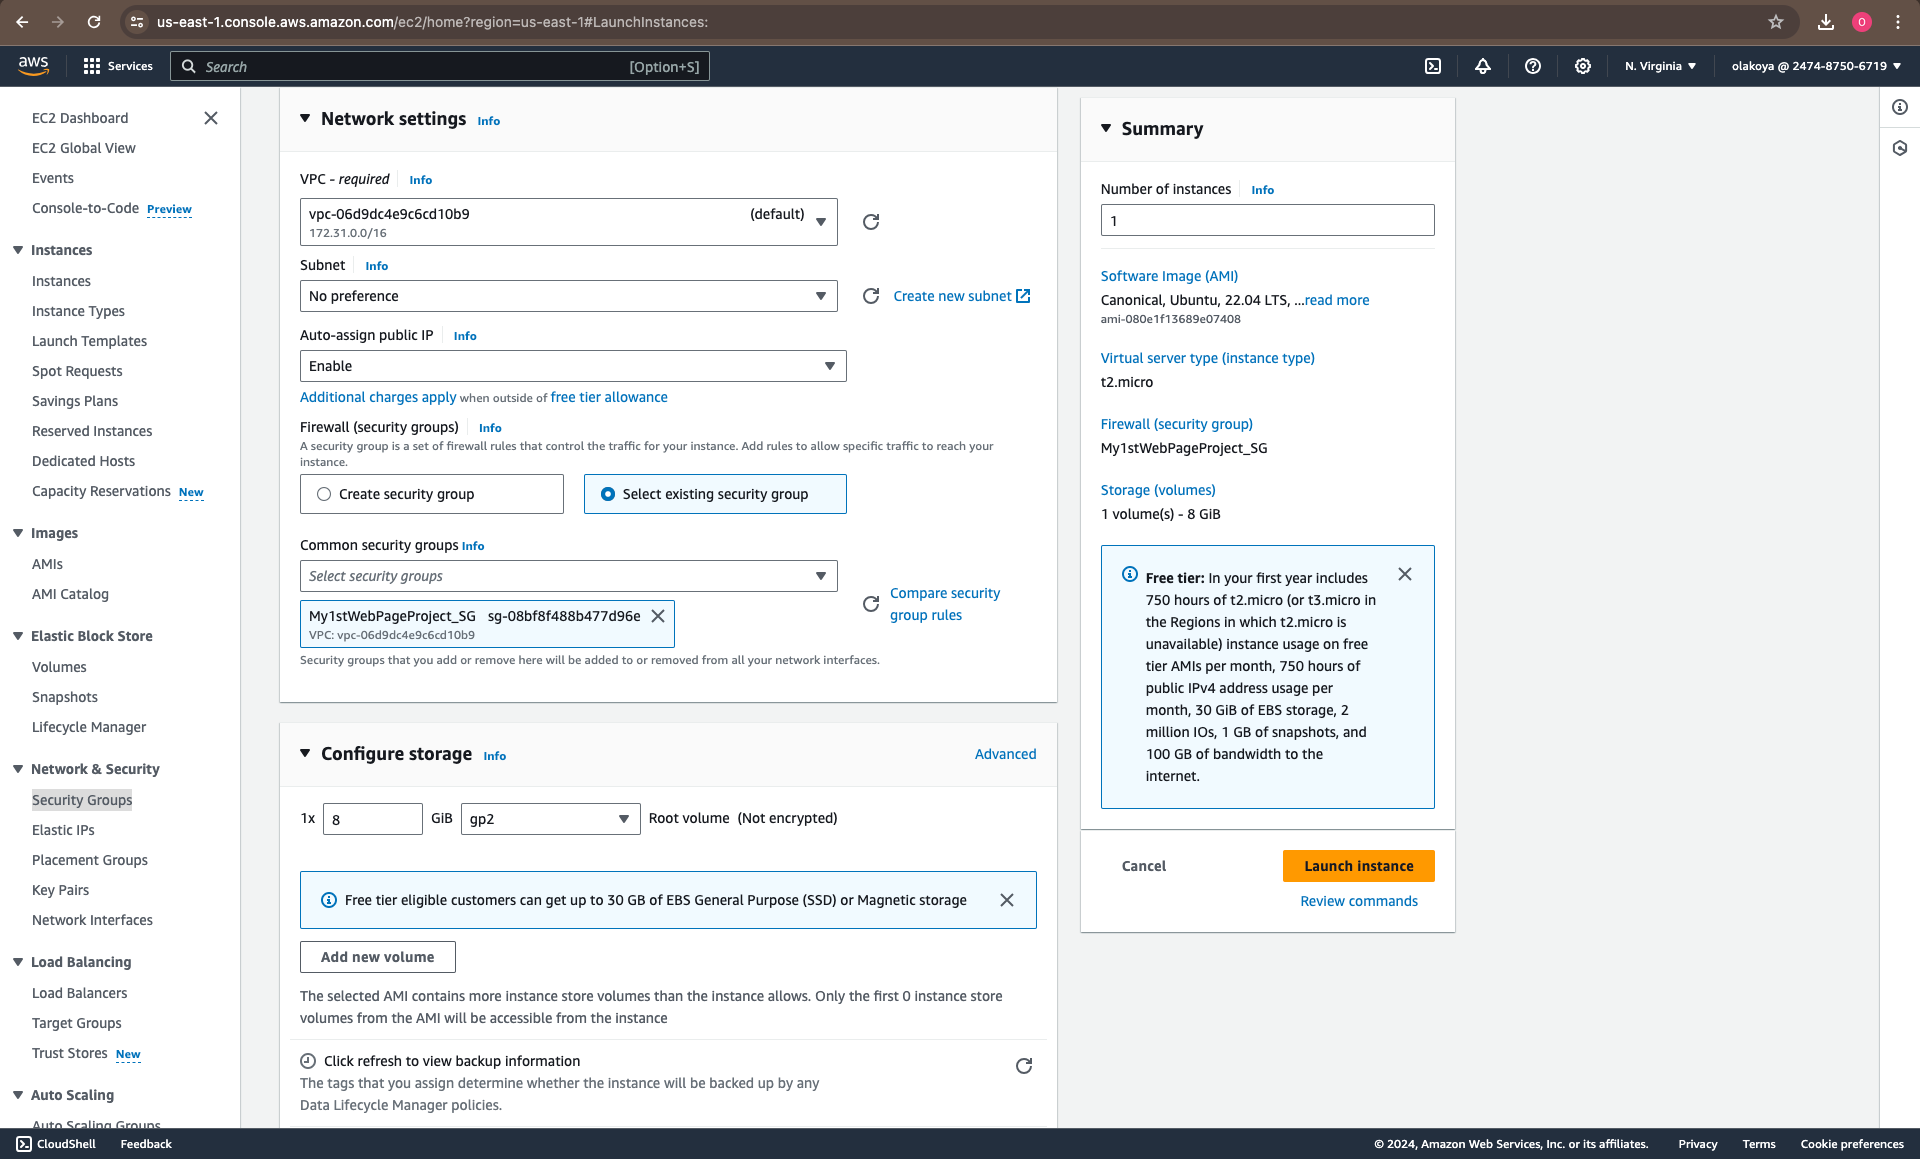 us-east-1.console.aws.amazon.com/ec2/home?region=us-east-1#LaunchInstances:
O
aws
Services
Search
[Option+S]
N. Virginia
olakoya @ 2474-8750-6719
EC2 Dashboard
EC2 Global View
Events
Console-to-Code Preview
Instances
Instances
Instance Types
Launch Templates
Spot Requests
Savings Plans
Reserved Instances
Dedicated Hosts
Capacity Reservations New
Images
AMIs
AMI Catalog
Elastic Block Store
Volumes
Snapshots
Lifecycle Manager
Network & Security
Security Groups
Elastic IPs
Placement Groups
Key Pairs
Network Interfaces
Load Balancing
Load Balancers
Target Groups
Trust Stores New
Auto Scaling
Auto Scaling Groups
Network settings Info
VPC - required Info
vpc-06d9dc4e9c6cd10b9 (default)
172.31.0.0/16
Subnet Info
No preference
Create new subnet
Auto-assign public IP Info
Enable
Additional charges apply when outside of free tier allowance
Firewall (security groups) Info
A security group is a set of firewall rules that control the traffic for your instance. Add rules to allow specific traffic to reach your
instance.
Create security group
Select existing security group
Common security groups Info
Select security groups
My1stWebPageProject_SG sg-08bf8f488b477d96e
VPC: vpc-06d9dc4e9c6cd10b9
Compare security
group rules
Security groups that you add or remove here will be added to or removed from all your network interfaces.
Configure storage Info
Advanced
1x 8 GiB gp2 Root volume (Not encrypted)
Free tier eligible customers can get up to 30 GB of EBS General Purpose (SSD) or Magnetic storage
Add new volume
The selected AMI contains more instance store volumes than the instance allows. Only the first 0 instance store
volumes from the AMI will be accessible from the instance
Click refresh to view backup information
The tags that you assign determine whether the instance will be backed up by any
Data Lifecycle Manager policies.
Summary
Number of instances Info
1
Software Image (AMI)
Canonical, Ubuntu, 22.04 LTS, ...read more
ami-080e1f13689e07408
Virtual server type (instance type)
t2.micro
Firewall (security group)
My1stWebPageProject_SG
Storage (volumes)
1 volume(s) - 8 GiB
Free tier: In your first year includes
750 hours of t2.micro (or t3.micro in
the Regions in which t2.micro is
unavailable) instance usage on free
tier AMIs per month, 750 hours of
public IPv4 address usage per
month, 30 GiB of EBS storage, 2
million IOs, 1 GB of snapshots, and
100 GB of bandwidth to the
internet.
Cancel
Launch instance
Review commands
CloudShell
Feedback
© 2024, Amazon Web Services, Inc. or its affiliates.
Privacy
Terms
Cookie preferences